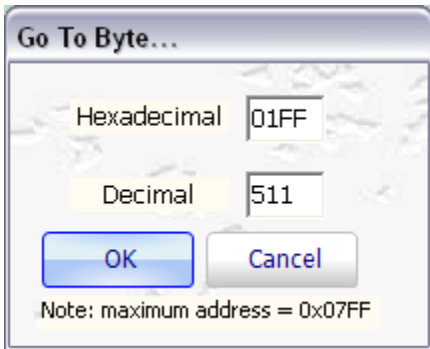 Go To Byte...
Hexadecimal 01FF
Decimal 511
OK Cancel
Note: maximum address = 0x07FF